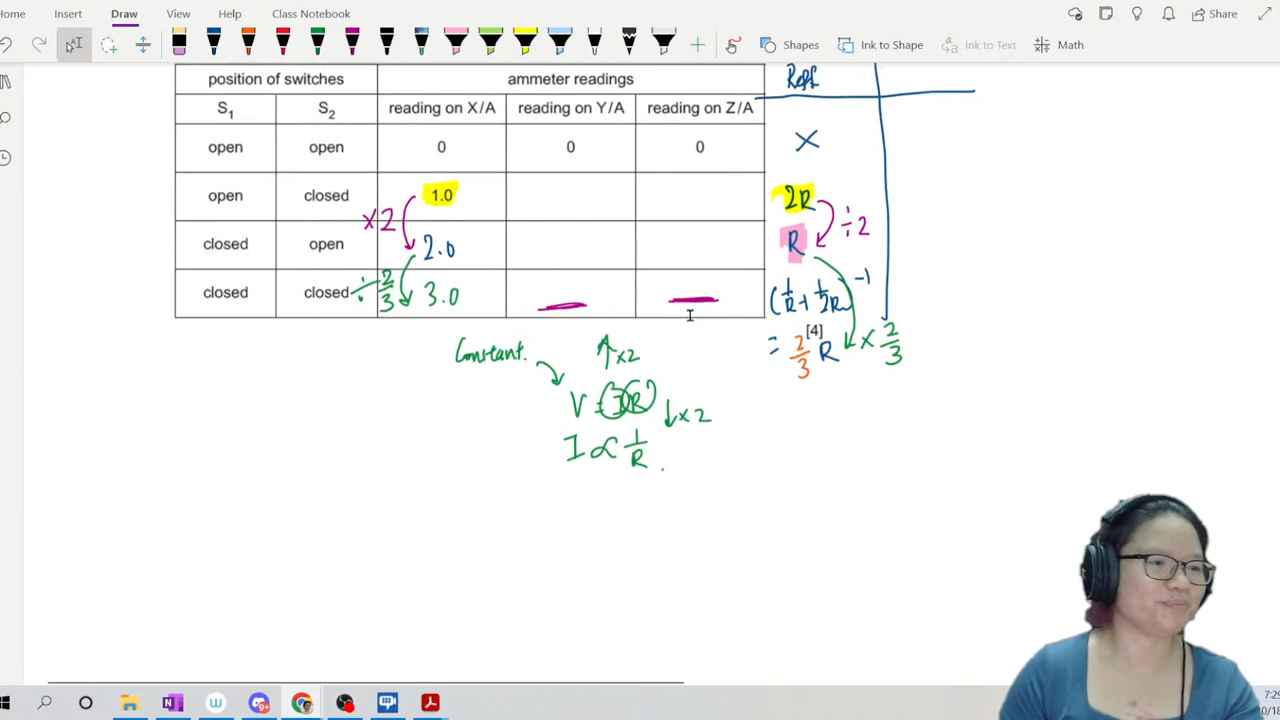 Home Insert Draw View Help Class Notebook Share
Shapes Ink to Shape Ink to Text Math
position of switches ammeter readings Reff
S1 S2 reading on X/A reading on Y/A reading on Z/A
open open 0 0 0 X
open closed 1.0 2R
×2 ÷2
closed open 2.0 R
closed closed ÷ 2/3 3.0 (1/R + 1/2R)^-1
[4]
= 2/3 R × 2/3
Constant. ↑×2
V = IR ↓×2
I ∝ 1/R.